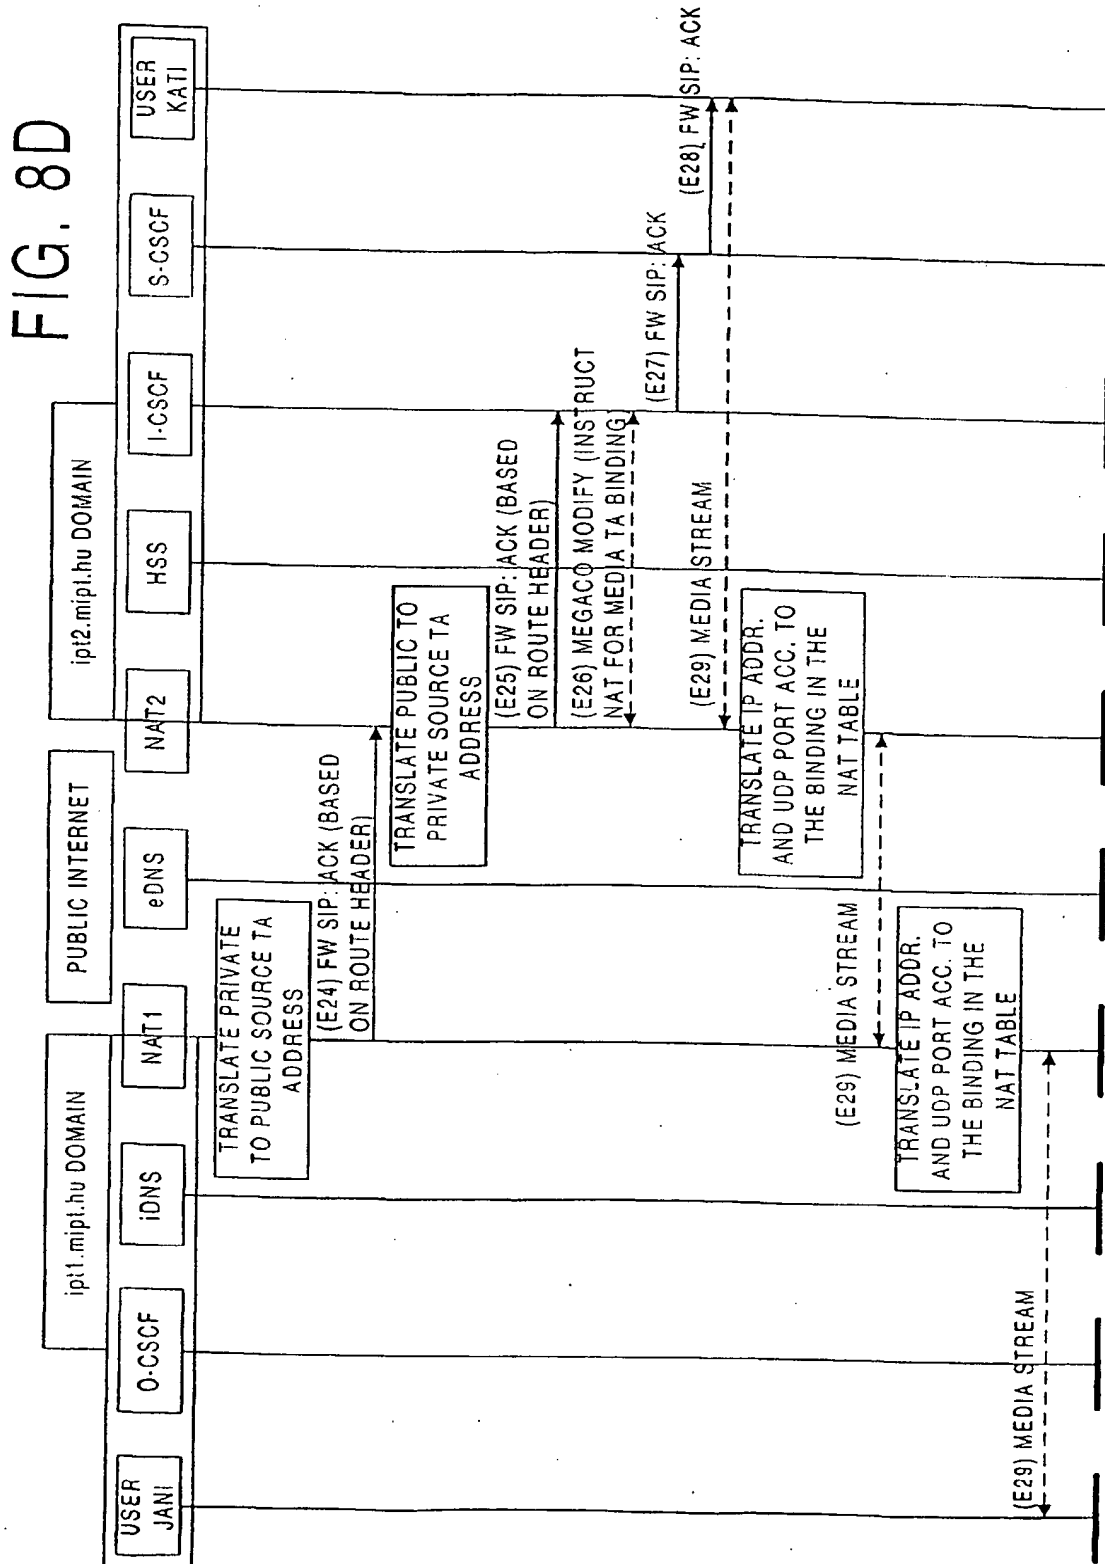 FIG. 8D
ipt1.mipt.hu DOMAIN
PUBLIC INTERNET
ipt2.mipt.hu DOMAIN
USER
JANI
O-CSCF
iDNS
NAT1
eDNS
NAT2
HSS
I-CSCF
S-CSCF
USER
KATI
TRANSLATE PRIVATE
TO PUBLIC SOURCE TA
ADDRESS
(E24) FW SIP: ACK (BASED
ON ROUTE HEADER)
TRANSLATE PUBLIC TO
PRIVATE SOURCE TA
ADDRESS
(E25) FW SIP: ACK (BASED
ON ROUTE HEADER)
(E26) MEGACO MODIFY (INSTRUCT
NAT FOR MEDIA TA BINDING
(E27) FW SIP: ACK
(E28) FW SIP: ACK
(E29) MEDIA STREAM
TRANSLATE IP ADDR.
AND UDP PORT ACC. TO
THE BINDING IN THE
NAT TABLE
(E29) MEDIA STREAM
TRANSLATE IP ADDR.
AND UDP PORT ACC. TO
THE BINDING IN THE
NAT TABLE
(E29) MEDIA STREAM